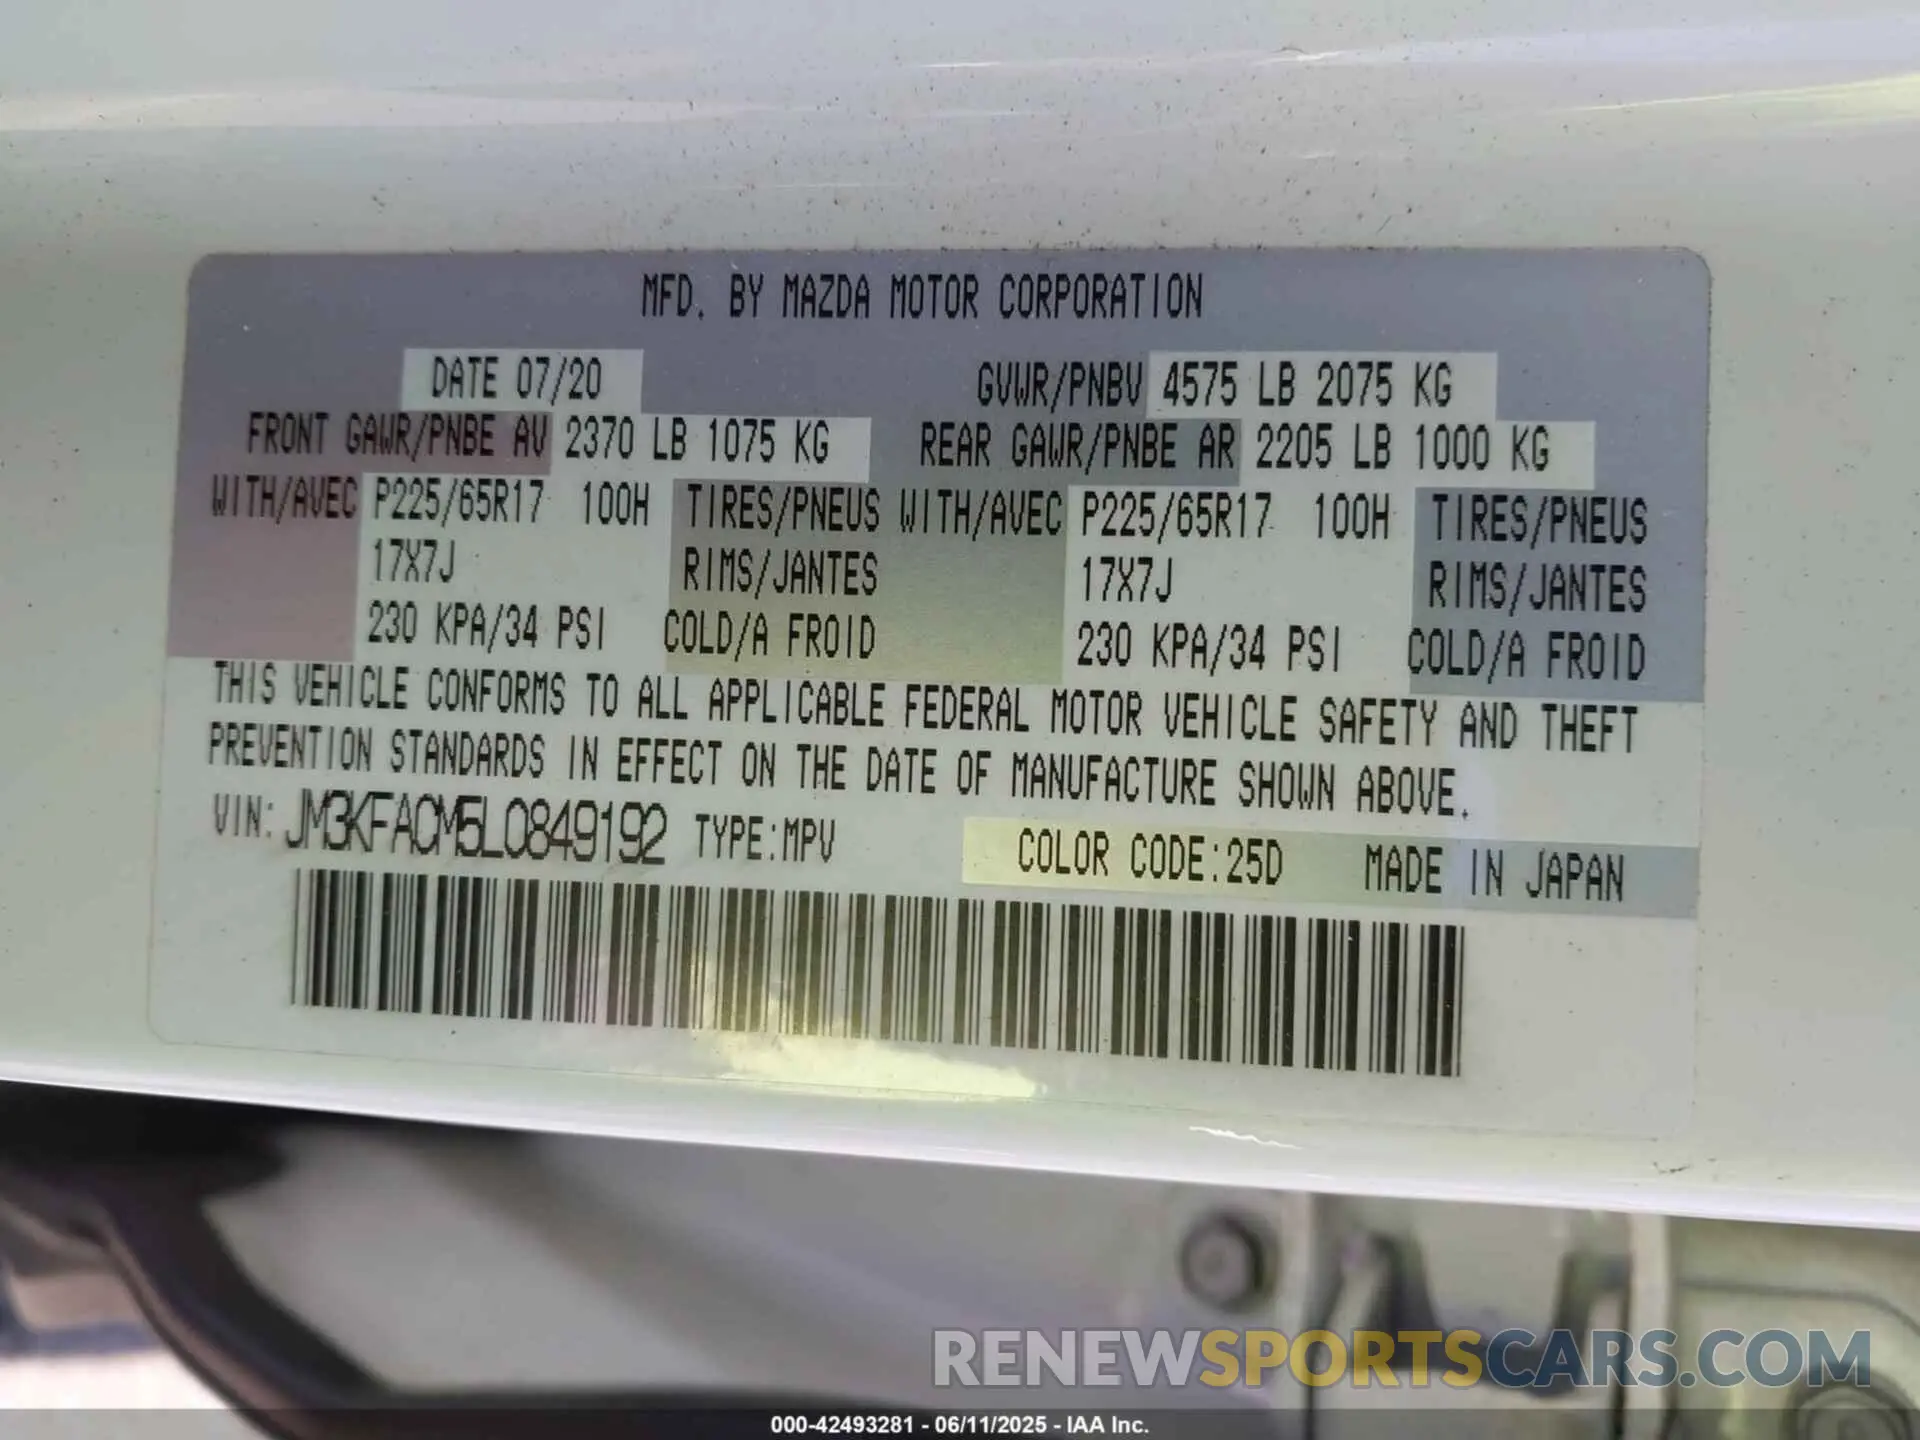 MFD. BY MAZDA MOTOR CORPORATION
DATE 07/20 GVWR/PNBV 4575 LB 2075 KG
FRONT GAWR/PNBE AV 2370 LB 1075 KG REAR GAWR/PNBE AR 2205 LB 1000 KG
WITH/AVEC P225/65R17 100H TIRES/PNEUS WITH/AVEC P225/65R17 100H TIRES/PNEUS
17X7J RIMS/JANTES 17X7J RIMS/JANTES
230 KPA/34 PSI COLD/A FROID 230 KPA/34 PSI COLD/A FROID
THIS VEHICLE CONFORMS TO ALL APPLICABLE FEDERAL MOTOR VEHICLE SAFETY AND THEFT
PREVENTION STANDARDS IN EFFECT ON THE DATE OF MANUFACTURE SHOWN ABOVE.
VIN: JM3KFACM5L0849192 TYPE:MPV COLOR CODE:25D MADE IN JAPAN
RENEWSPORTSCARS.COM
000-42493281 - 06/11/2025 - IAA Inc.